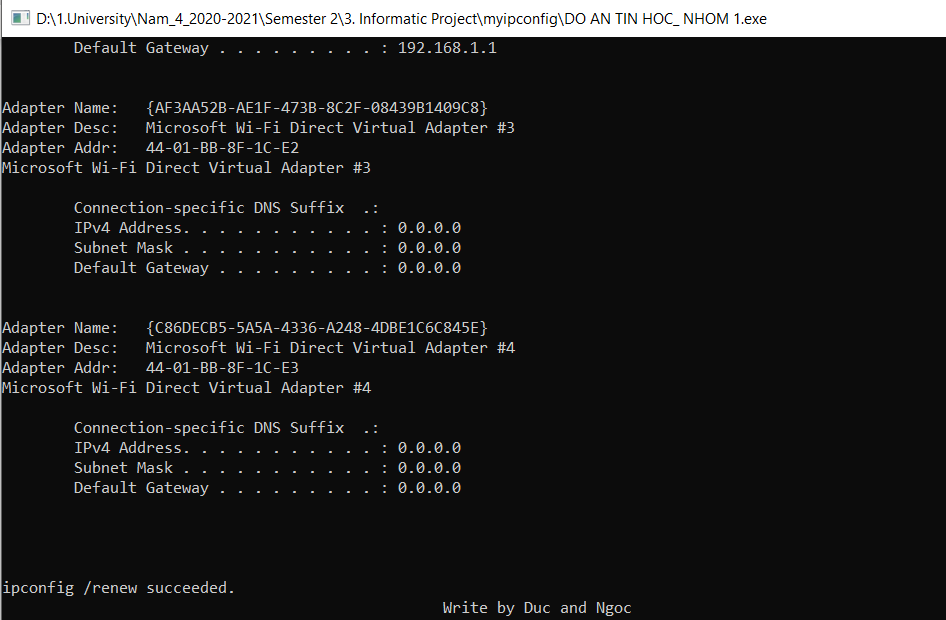 D:\1.University\Nam_4_2020-2021\Semester 2\3. Informatic Project\myipconfig\DO AN TIN HOC_ NHOM 1.exe
Default Gateway . . . . . . . . . : 192.168.1.1
Adapter Name:   {AF3AA52B-AE1F-473B-8C2F-08439B1409C8}
Adapter Desc:   Microsoft Wi-Fi Direct Virtual Adapter #3
Adapter Addr:   44-01-BB-8F-1C-E2
Microsoft Wi-Fi Direct Virtual Adapter #3
Connection-specific DNS Suffix  .:
IPv4 Address. . . . . . . . . . . : 0.0.0.0
Subnet Mask . . . . . . . . . . . : 0.0.0.0
Default Gateway . . . . . . . . . : 0.0.0.0
Adapter Name:   {C86DECB5-5A5A-4336-A248-4DBE1C6C845E}
Adapter Desc:   Microsoft Wi-Fi Direct Virtual Adapter #4
Adapter Addr:   44-01-BB-8F-1C-E3
Microsoft Wi-Fi Direct Virtual Adapter #4
Connection-specific DNS Suffix  .:
IPv4 Address. . . . . . . . . . . : 0.0.0.0
Subnet Mask . . . . . . . . . . . : 0.0.0.0
Default Gateway . . . . . . . . . : 0.0.0.0
ipconfig /renew succeeded.
Write by Duc and Ngoc